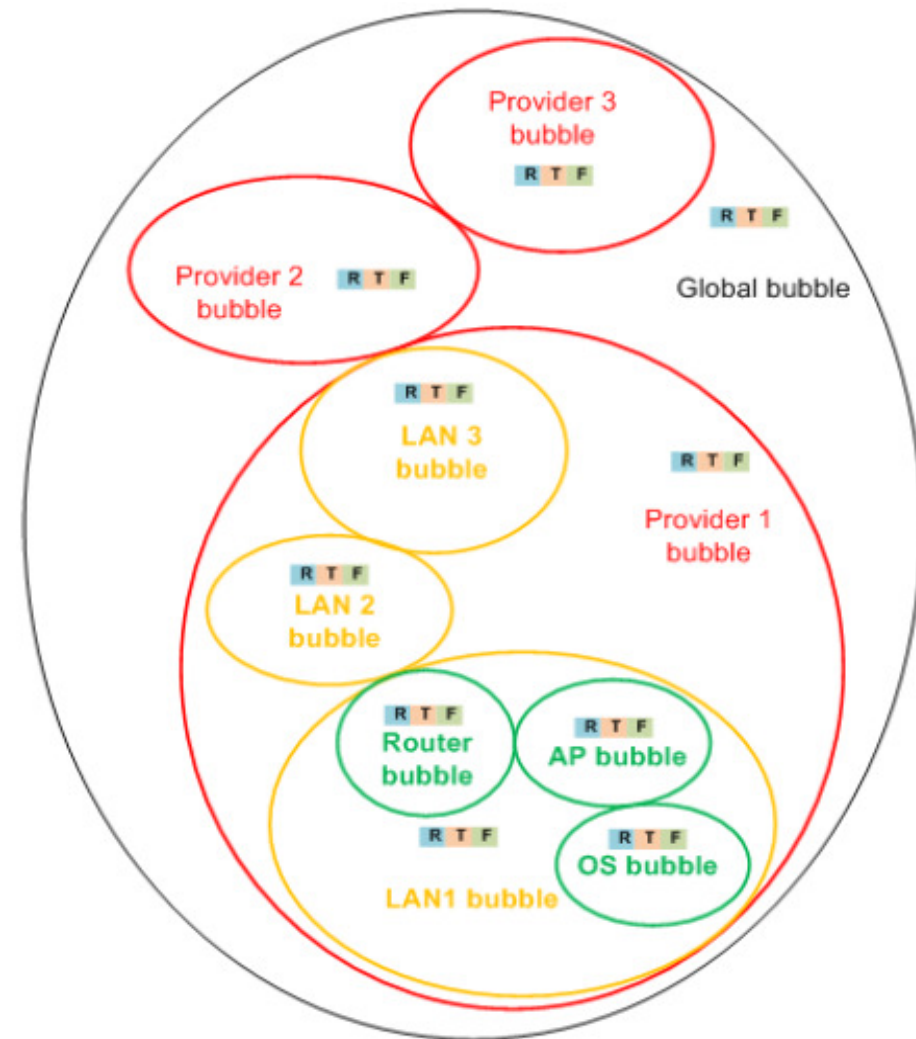 Provider 3
bubble
R T F
R T F
Global bubble
Provider 2
bubble
R T F
R T F
LAN 3
bubble
R T F
Provider 1
bubble
R T F
LAN 2
bubble
R T F
Router
bubble
R T F
AP bubble
R T F
LAN1 bubble
R T F
OS bubble